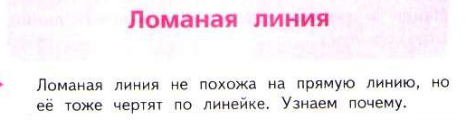 Ломаная линия
Ломаная линия не похожа на прямую линию, но
её тоже чертят по линейке. Узнаем почему.